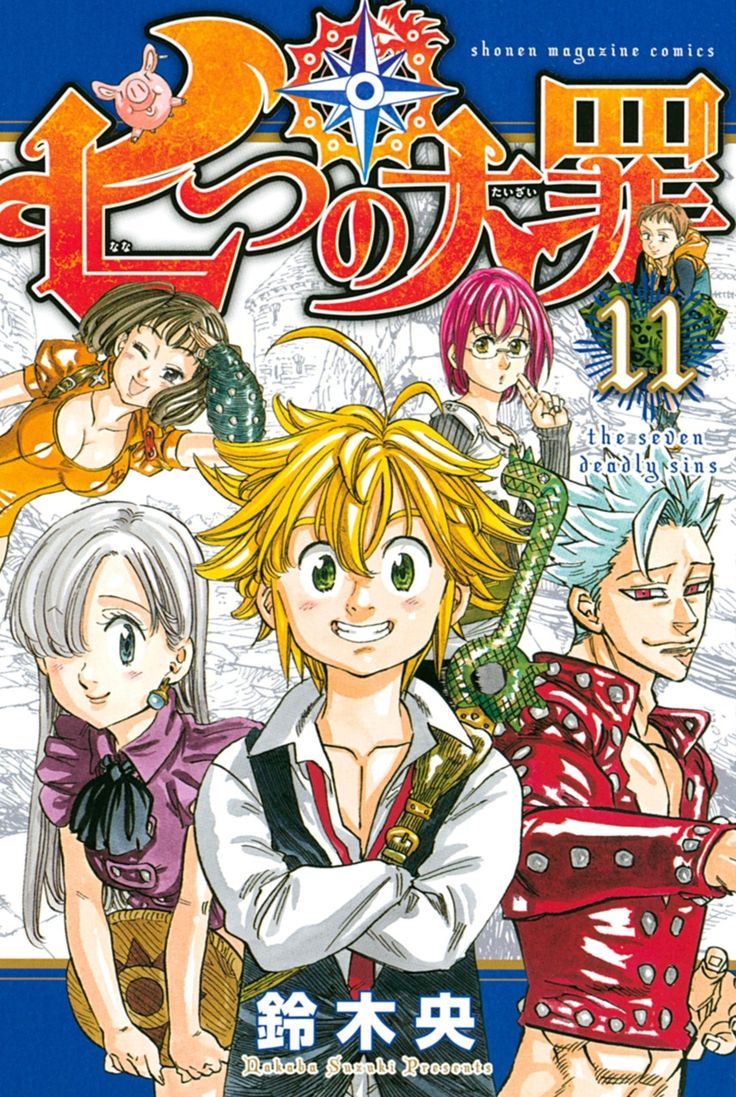 shonen magazine comics
七つの大罪
なな
たいざい
11
the seven
deadly sins
鈴木央
Nakaba Suzuki Presents